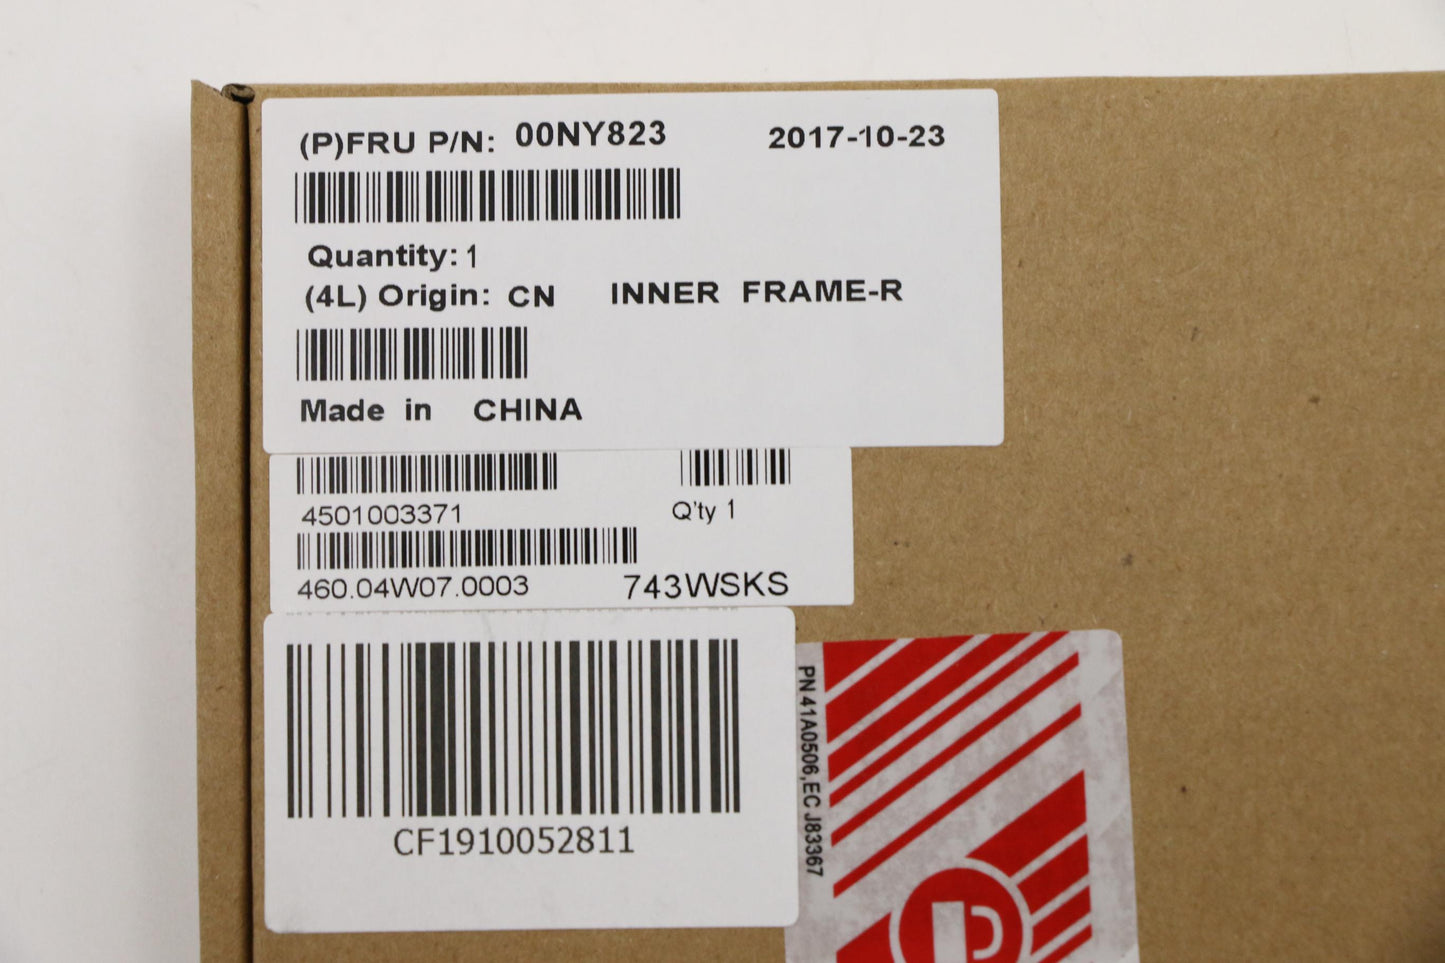 (P)FRU P/N: 00NY823 2017-10-23
Quantity: 1
(4L) Origin: CN INNER FRAME-R
Made in CHINA
4501003371 Q'ty 1
460.04W07.0003 743WSKS
CF1910052811
PN 41A0506,EC J83367